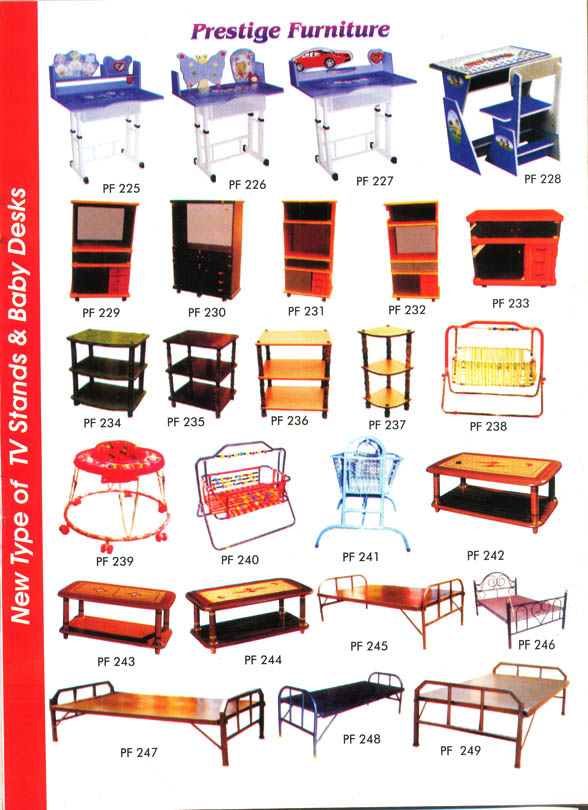 Prestige Furniture
New Type of TV Stands & Baby Desks
PF 225
PF 226
PF 227
PF 228
PF 229
PF 230
PF 231
PF 232
PF 233
PF 234
PF 235
PF 236
PF 237
PF 238
PF 239
PF 240
PF 241
PF 242
PF 243
PF 244
PF 245
PF 246
PF 247
PF 248
PF 249